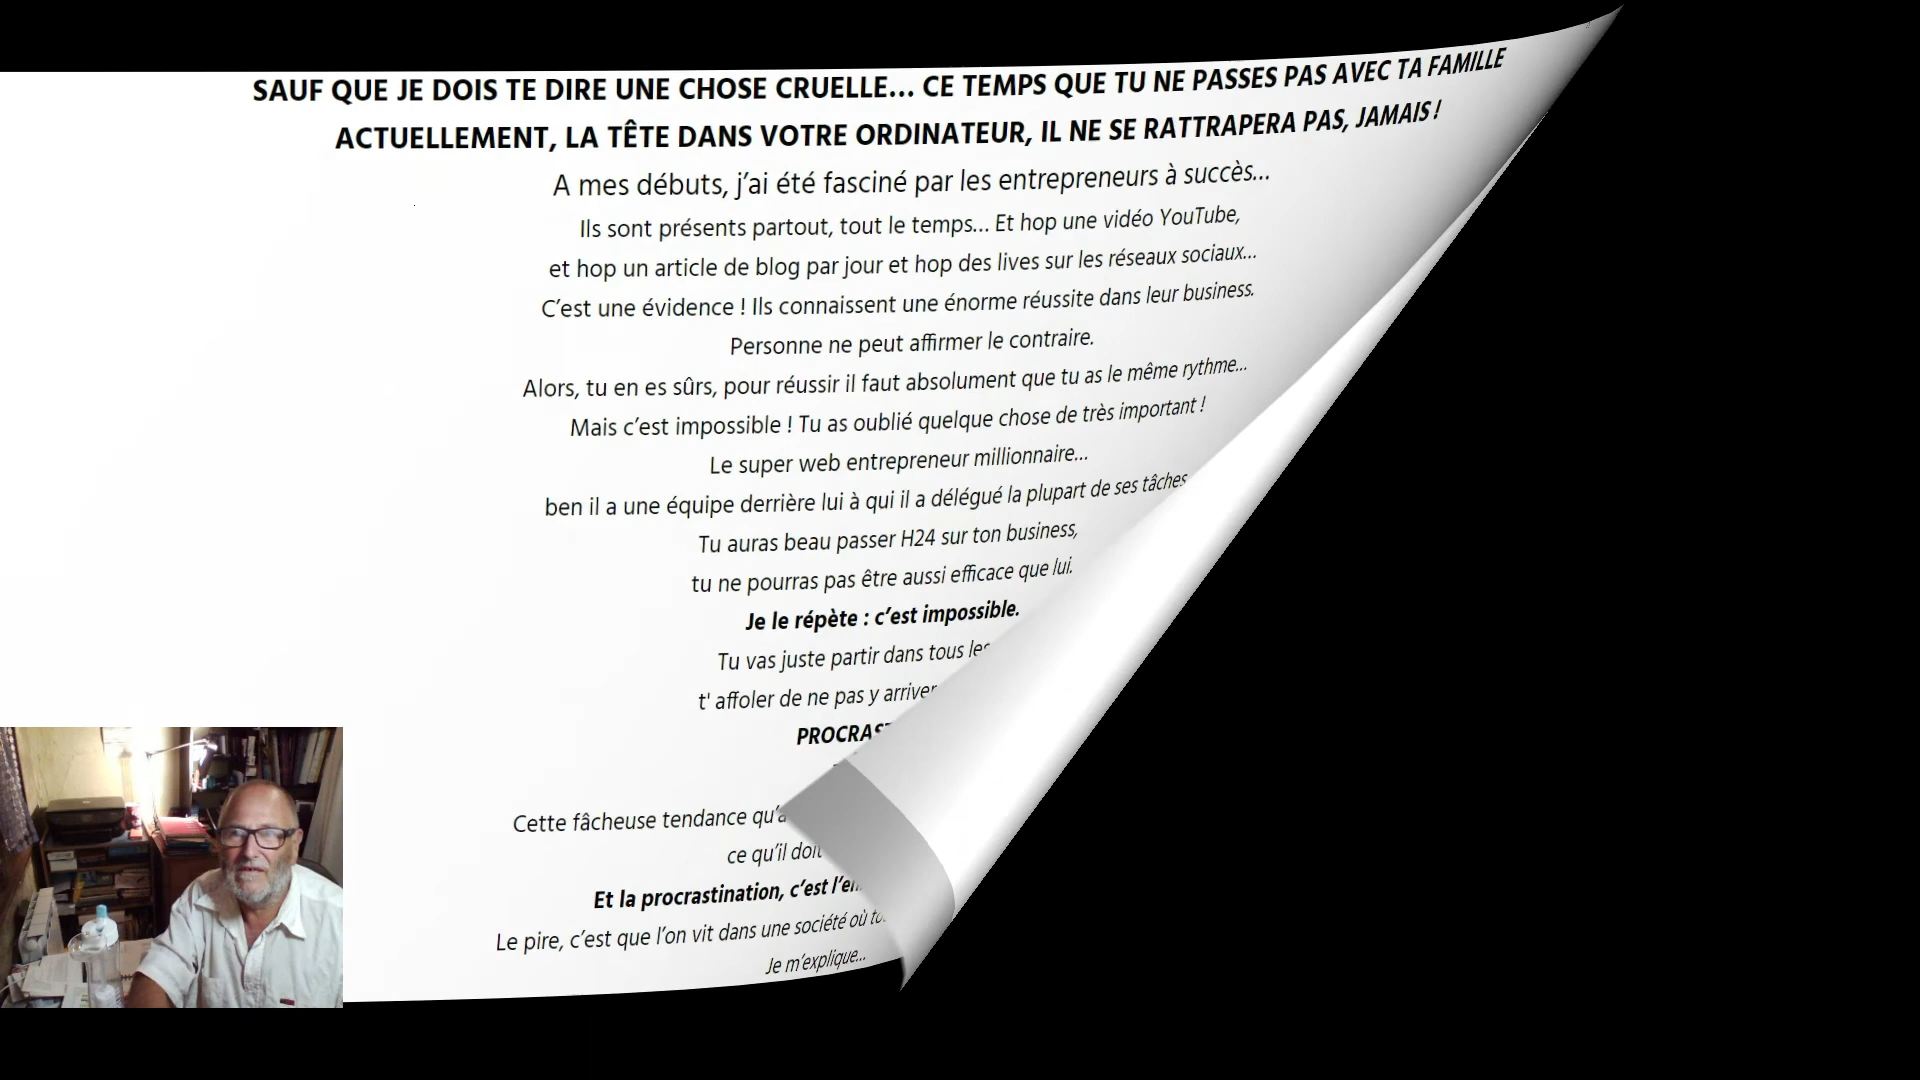 SAUF QUE JE DOIS TE DIRE UNE CHOSE CRUELLE... CE TEMPS QUE TU NE PASSES PAS AVEC TA FAMILLE
ACTUELLEMENT, LA TÊTE DANS VOTRE ORDINATEUR, IL NE SE RATTRAPERA PAS, JAMAIS !
A mes débuts, j'ai été fasciné par les entrepreneurs à succès...
Ils sont présents partout, tout le temps... Et hop une vidéo YouTube,
et hop un article de blog par jour et hop des lives sur les réseaux sociaux...
C'est une évidence ! Ils connaissent une énorme réussite dans leur business.
Personne ne peut affirmer le contraire.
Alors, tu en es sûrs, pour réussir il faut absolument que tu as le même rythme...
Mais c'est impossible ! Tu as oublié quelque chose de très important !
Le super web entrepreneur millionnaire...
ben il a une équipe derrière lui à qui il a délégué la plupart de ses tâches
Tu auras beau passer H24 sur ton business,
tu ne pourras pas être aussi efficace que lui.
Je le répète : c'est impossible.
Tu vas juste partir dans tous les
t' affoler de ne pas y arriver
Cette fâcheuse tendance
ce qu'il doit
Et la procrastination, c'est
Le pire, c'est que l'on vit dans une société où
Je m'explique...